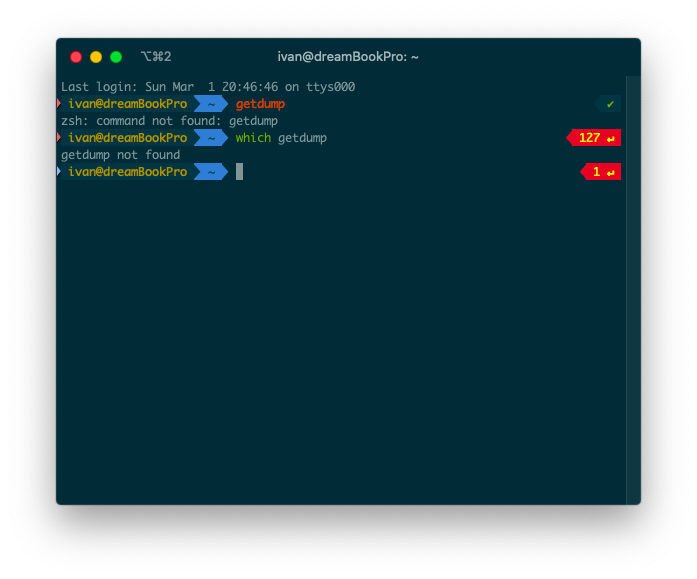 ⌥⌘2 ivan@dreamBookPro: ~
Last login: Sun Mar  1 20:46:46 on ttys000
ivan@dreamBookPro ~ getdump ✔
zsh: command not found: getdump
ivan@dreamBookPro ~ which getdump 127 ↵
getdump not found
ivan@dreamBookPro ~ 1 ↵